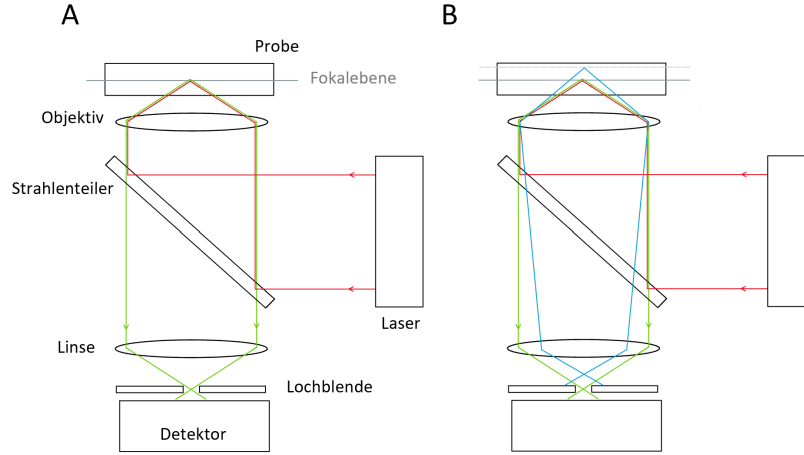 A
B
Probe
Fokalebene
Objektiv
Strahlenteiler
Laser
Linse
Lochblende
Detektor